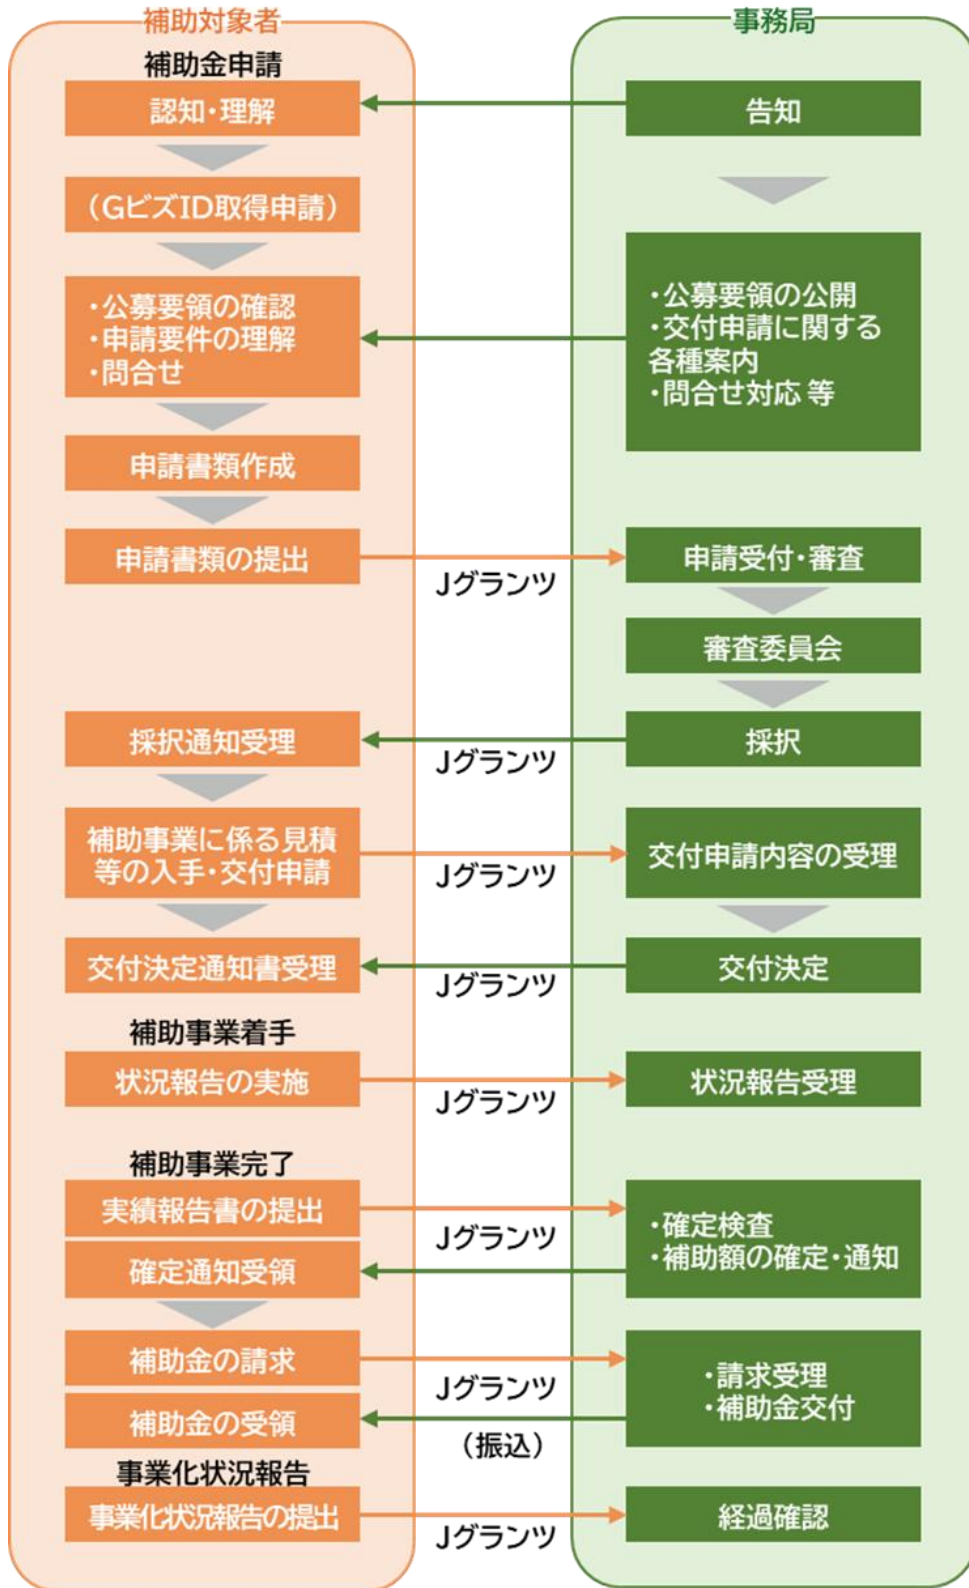 補助対象者
事務局
補助金申請
認知・理解
告知
（GビズID取得申請）
・公募要領の確認
・申請要件の理解
・問合せ
・公募要領の公開
・交付申請に関する
各種案内
・問合せ対応 等
申請書類作成
申請書類の提出
Jグランツ
申請受付・審査
審査委員会
採択通知受理
Jグランツ
採択
補助事業に係る見積
等の入手・交付申請
Jグランツ
交付申請内容の受理
交付決定通知書受理
Jグランツ
交付決定
補助事業着手
状況報告の実施
Jグランツ
状況報告受理
補助事業完了
実績報告書の提出
Jグランツ
・確定検査
・補助額の確定・通知
確定通知受領
補助金の請求
Jグランツ
・請求受理
・補助金交付
補助金の受領
（振込）
事業化状況報告
事業化状況報告の提出
Jグランツ
経過確認